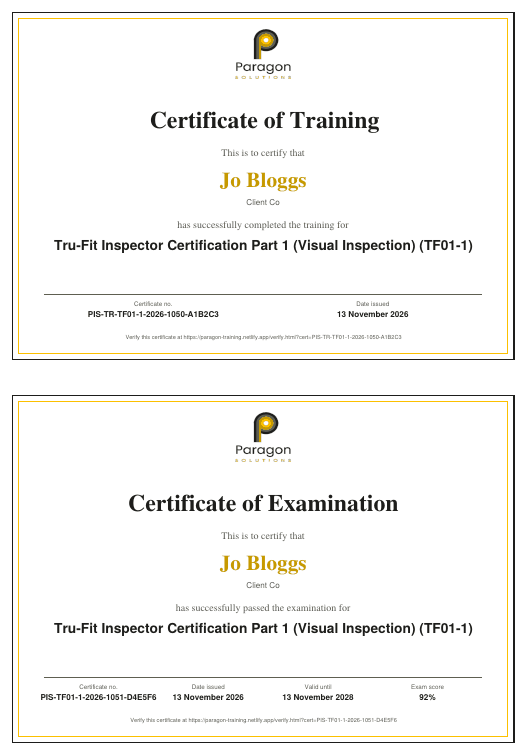 Paragon
SOLUTIONS
Certificate of Training
This is to certify that
Jo Bloggs
Client Co
has successfully completed the training for
Tru-Fit Inspector Certification Part 1 (Visual Inspection) (TF01-1)
Certificate no. Date issued
PIS-TR-TF01-1-2026-1050-A1B2C3 13 November 2026
Verify this certificate at https://paragon-training.netlify.app/verify.html?cert=PIS-TR-TF01-1-2026-1050-A1B2C3
Paragon
SOLUTIONS
Certificate of Examination
This is to certify that
Jo Bloggs
Client Co
has successfully passed the examination for
Tru-Fit Inspector Certification Part 1 (Visual Inspection) (TF01-1)
Certificate no. Date issued Valid until Exam score
PIS-TF01-1-2026-1051-D4E5F6 13 November 2026 13 November 2028 92%
Verify this certificate at https://paragon-training.netlify.app/verify.html?cert=PIS-TF01-1-2026-1051-D4E5F6